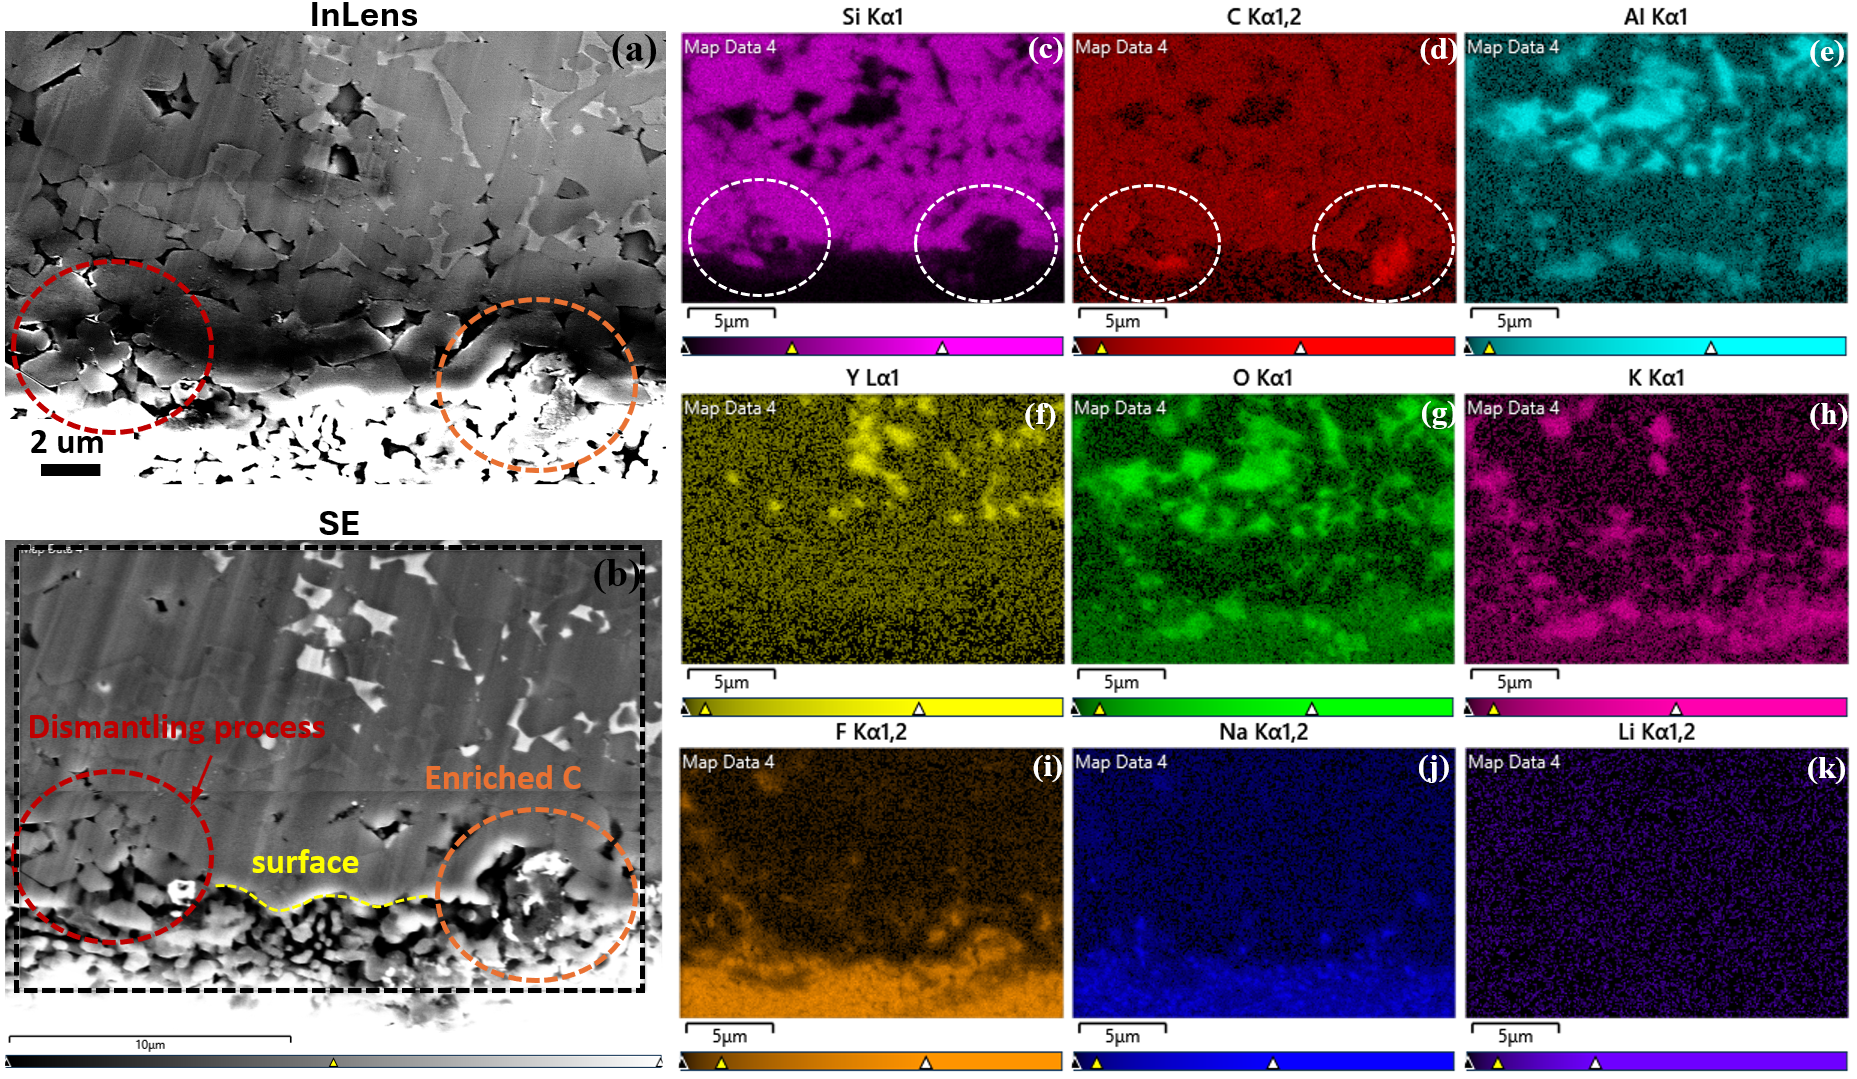 InLens
(a)
2 um
SE
Map Data 4
(b)
Dismantling process
Enriched C
surface
10µm
Si Kα1
Map Data 4
(c)
5µm
C Kα1,2
Map Data 4
(d)
5µm
Al Kα1
Map Data 4
(e)
5µm
Y Lα1
Map Data 4
(f)
5µm
O Kα1
Map Data 4
(g)
5µm
K Kα1
Map Data 4
(h)
5µm
F Kα1,2
Map Data 4
(i)
5µm
Na Kα1,2
Map Data 4
(j)
5µm
Li Kα1,2
Map Data 4
(k)
5µm